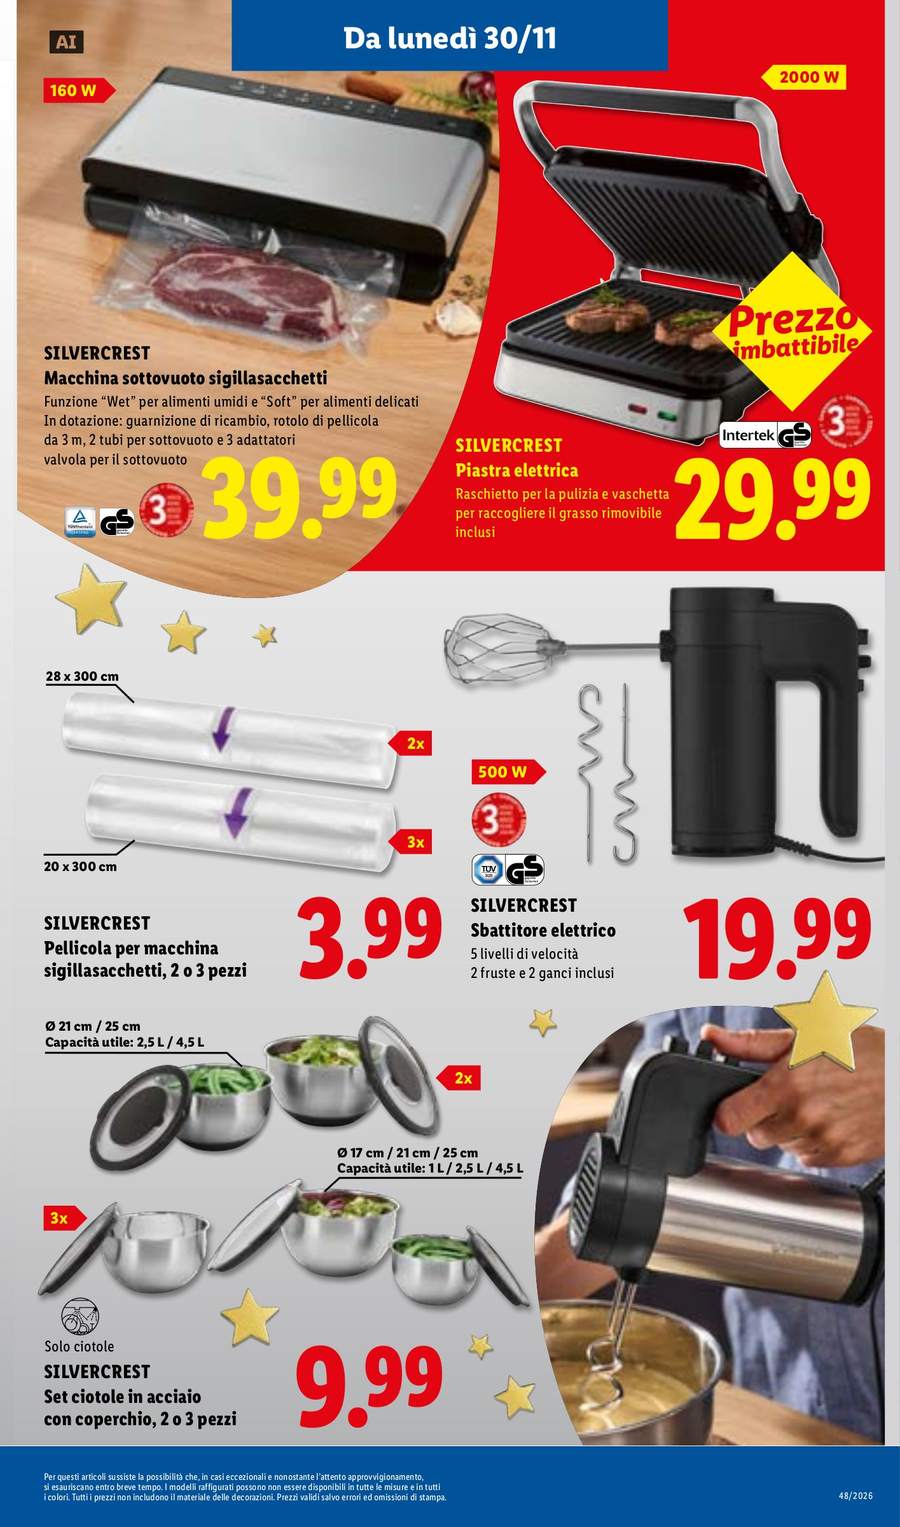 Da lunedì 30/11
AI
160 W
2000 W
SILVERCREST
Macchina sottovuoto sigillasacchetti
Funzione “Wet” per alimenti umidi e “Soft” per alimenti delicati
In dotazione: guarnizione di ricambio, rotolo di pellicola
da 3 m, 2 tubi per sottovuoto e 3 adattatori
valvola per il sottovuoto
39.99
3
GS
Prezzo
imbattibile
Intertek GS
3
SILVERCREST
Piastra elettrica
Raschietto per la pulizia e vaschetta
per raccogliere il grasso rimovibile
inclusi
29.99
28 x 300 cm
2x
3x
20 x 300 cm
SILVERCREST
Pellicola per macchina
sigillasacchetti, 2 o 3 pezzi
3.99
500 W
3
TÜV
GS
SILVERCREST
Sbattitore elettrico
5 livelli di velocità
2 fruste e 2 ganci inclusi
19.99
Ø 21 cm / 25 cm
Capacità utile: 2,5 L / 4,5 L
2x
Ø 17 cm / 21 cm / 25 cm
Capacità utile: 1 L / 2,5 L / 4,5 L
3x
Solo ciotole
SILVERCREST
Set ciotole in acciaio
con coperchio, 2 o 3 pezzi
9.99
Per questi articoli sussiste la possibilità che, in casi eccezionali e nonostante l'attento approvvigionamento,
si esauriscano entro breve tempo. I modelli raffigurati possono non essere disponibili in tutte le misure e in tutti
i colori. Tutti i prezzi non includono il materiale delle decorazioni. Prezzi validi salvo errori ed omissioni di stampa.
48/2026